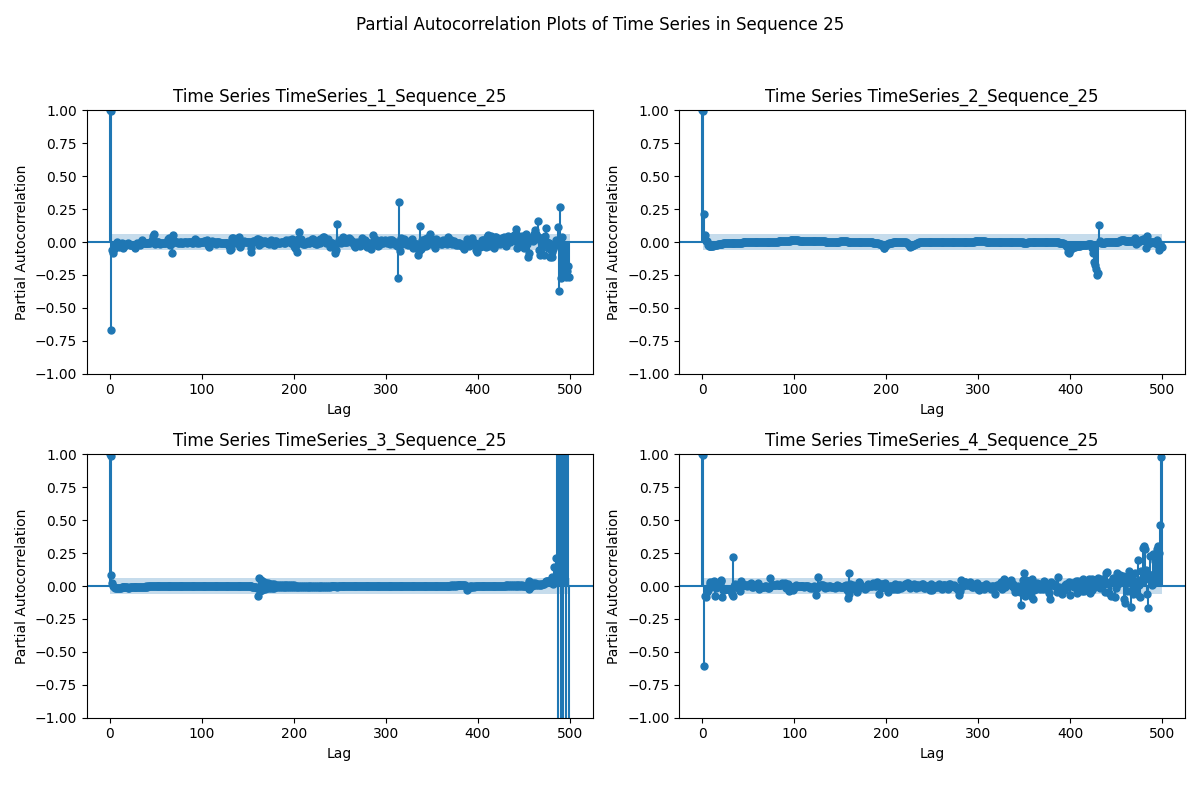 Partial Autocorrelation Plots of Time Series in Sequence 25
Time Series TimeSeries_1_Sequence_25
1.00
0.75
0.50
0.25
0.00
−0.25
−0.50
−0.75
−1.00
Partial Autocorrelation
0 100 200 300 400 500
Lag
Time Series TimeSeries_2_Sequence_25
1.00
0.75
0.50
0.25
0.00
−0.25
−0.50
−0.75
−1.00
Partial Autocorrelation
0 100 200 300 400 500
Lag
Time Series TimeSeries_3_Sequence_25
1.00
0.75
0.50
0.25
0.00
−0.25
−0.50
−0.75
−1.00
Partial Autocorrelation
0 100 200 300 400 500
Lag
Time Series TimeSeries_4_Sequence_25
1.00
0.75
0.50
0.25
0.00
−0.25
−0.50
−0.75
−1.00
Partial Autocorrelation
0 100 200 300 400 500
Lag